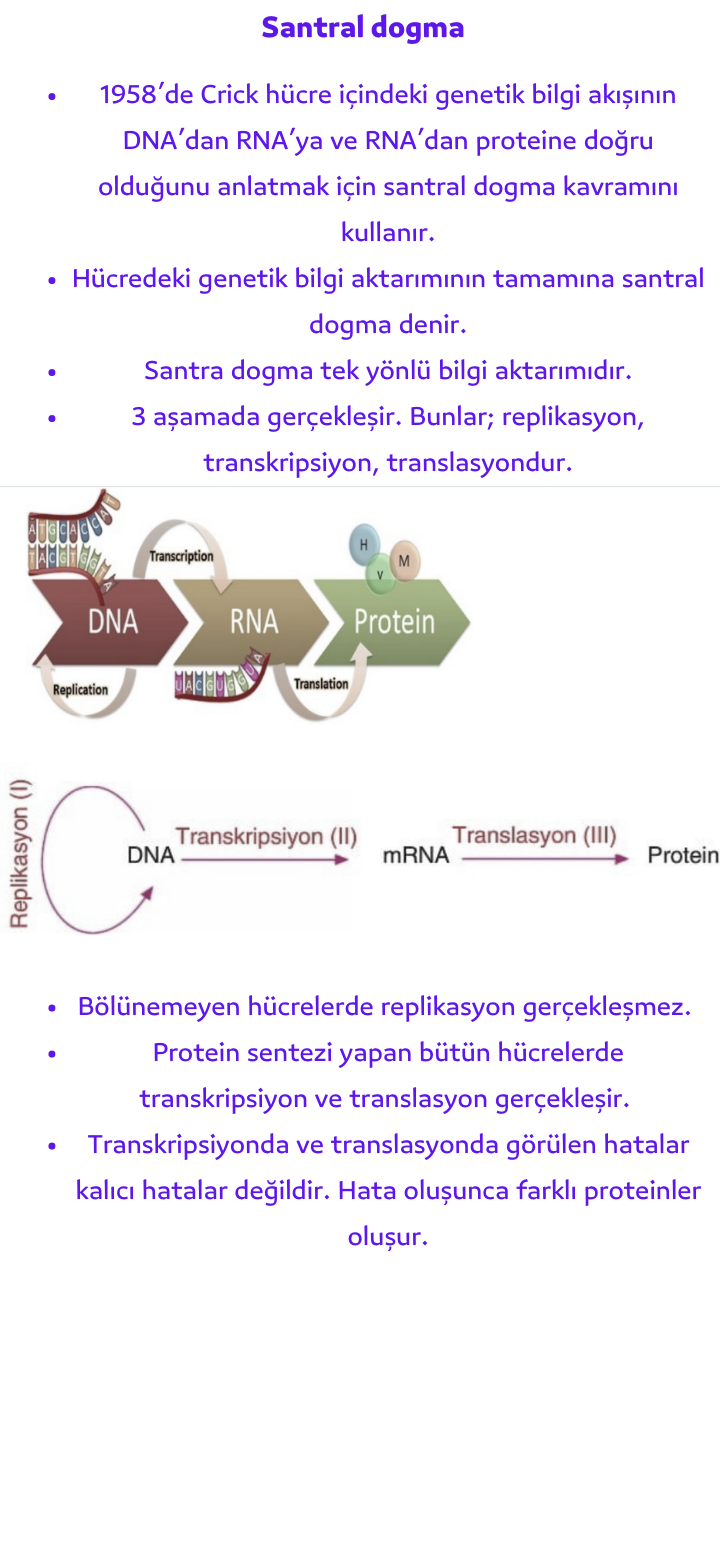 Santral dogma
• 1958’de Crick hücre içindeki genetik bilgi akışının
DNA’dan RNA’ya ve RNA’dan proteine doğru
olduğunu anlatmak için santral dogma kavramını
kullanır.
• Hücredeki genetik bilgi aktarımının tamamına santral
dogma denir.
• Santra dogma tek yönlü bilgi aktarımıdır.
• 3 aşamada gerçekleşir. Bunlar; replikasyon,
transkripsiyon, translasyondur.
ATGCACCAT
TACGTGGTA
Transcription
H
M
V
DNA
RNA
Protein
Replication
UACGUGGUA
Translation
Replikasyon (I)
Transkripsiyon (II)
Translasyon (III)
DNA
mRNA
Protein
• Bölünemeyen hücrelerde replikasyon gerçekleşmez.
• Protein sentezi yapan bütün hücrelerde
transkripsiyon ve translasyon gerçekleşir.
• Transkripsiyonda ve translasyonda görülen hatalar
kalıcı hatalar değildir. Hata oluşunca farklı proteinler
oluşur.